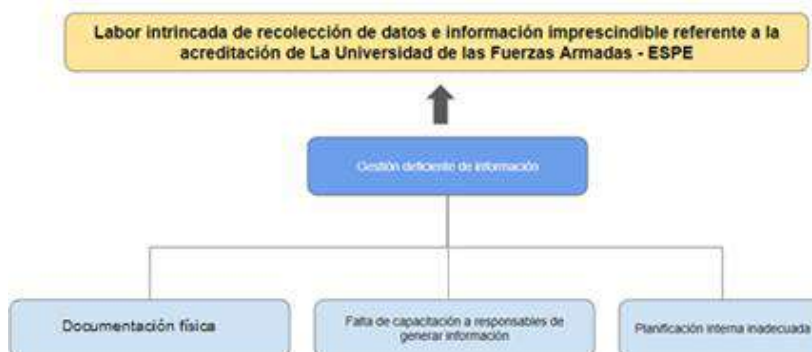 Labor intrincada de recolección de datos e información imprescindible referente a la
acreditación de La Universidad de las Fuerzas Armadas - ESPE
Gestión deficiente de información
Documentación física
Falta de capacitación a responsables de
generar información
Planificación interna inadecuada